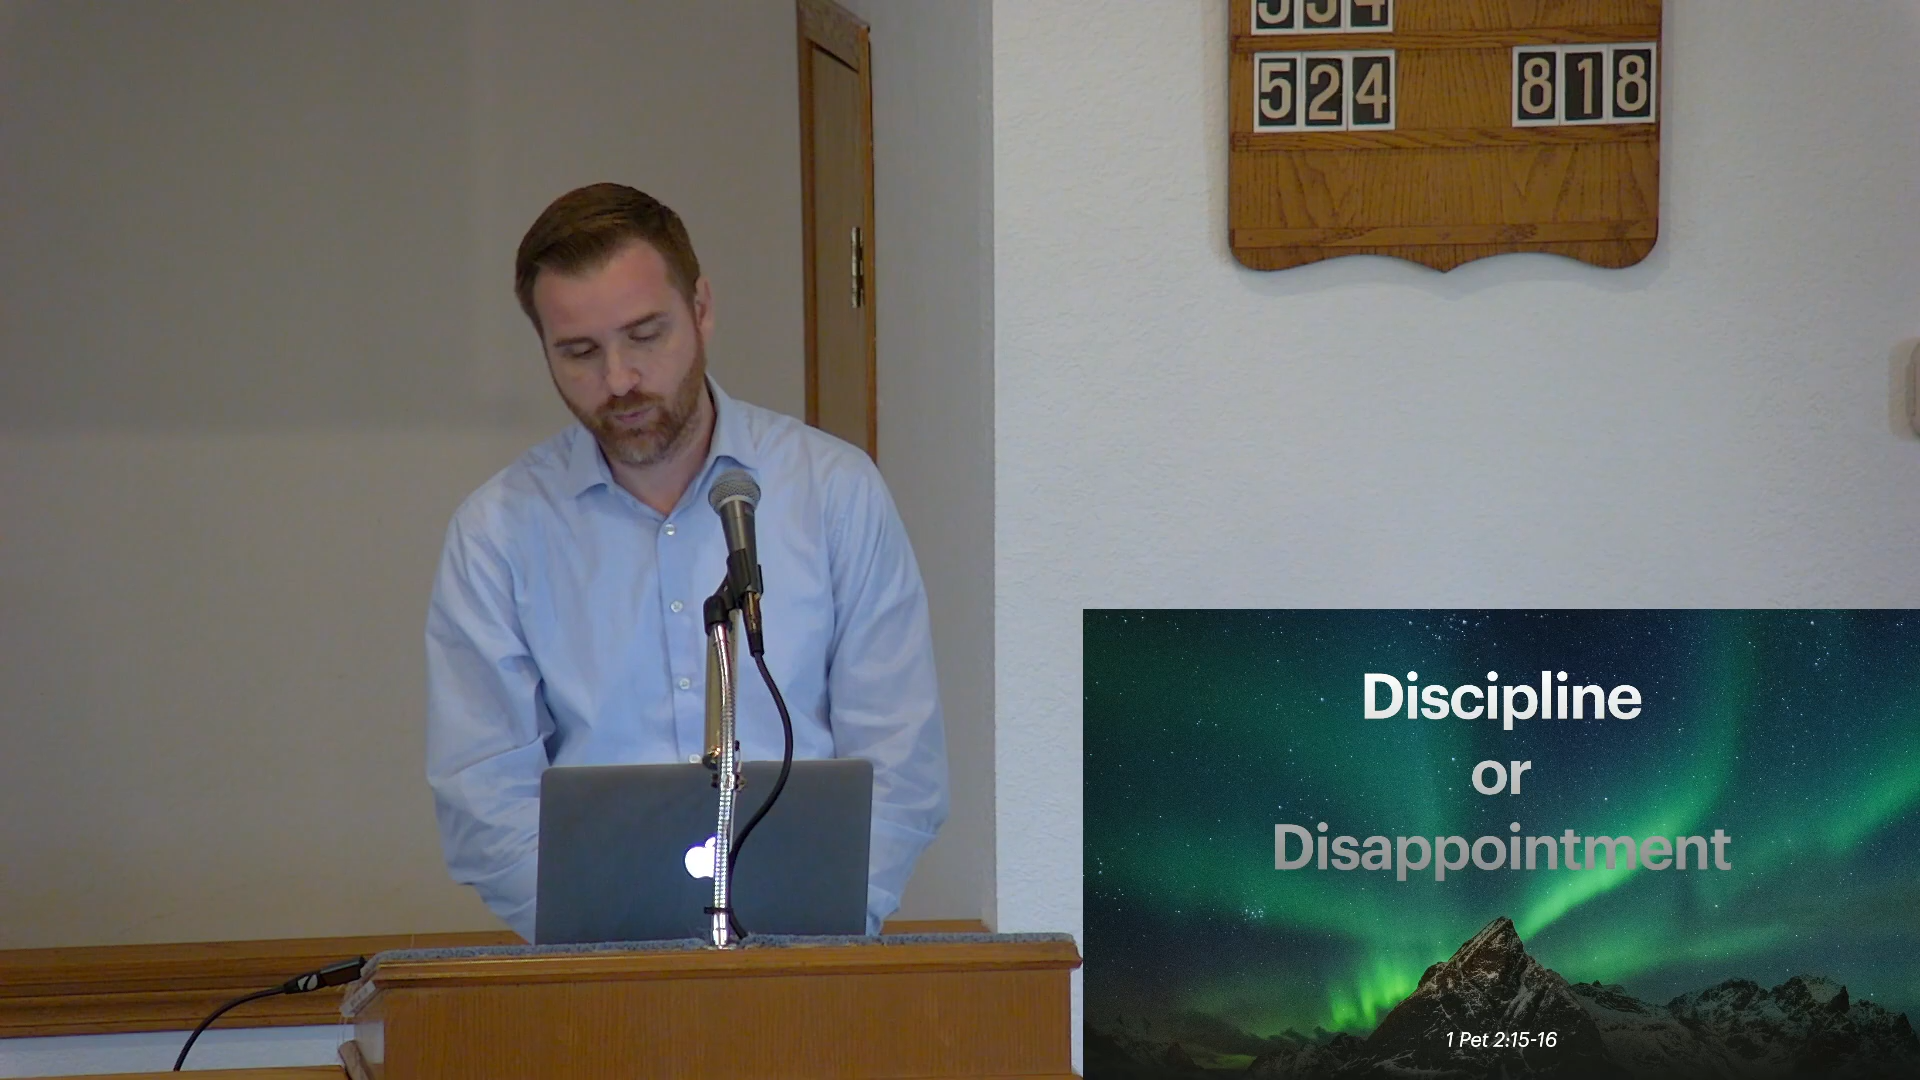 524 818
Discipline
or
Disappointment
1 Pet 2:15-16